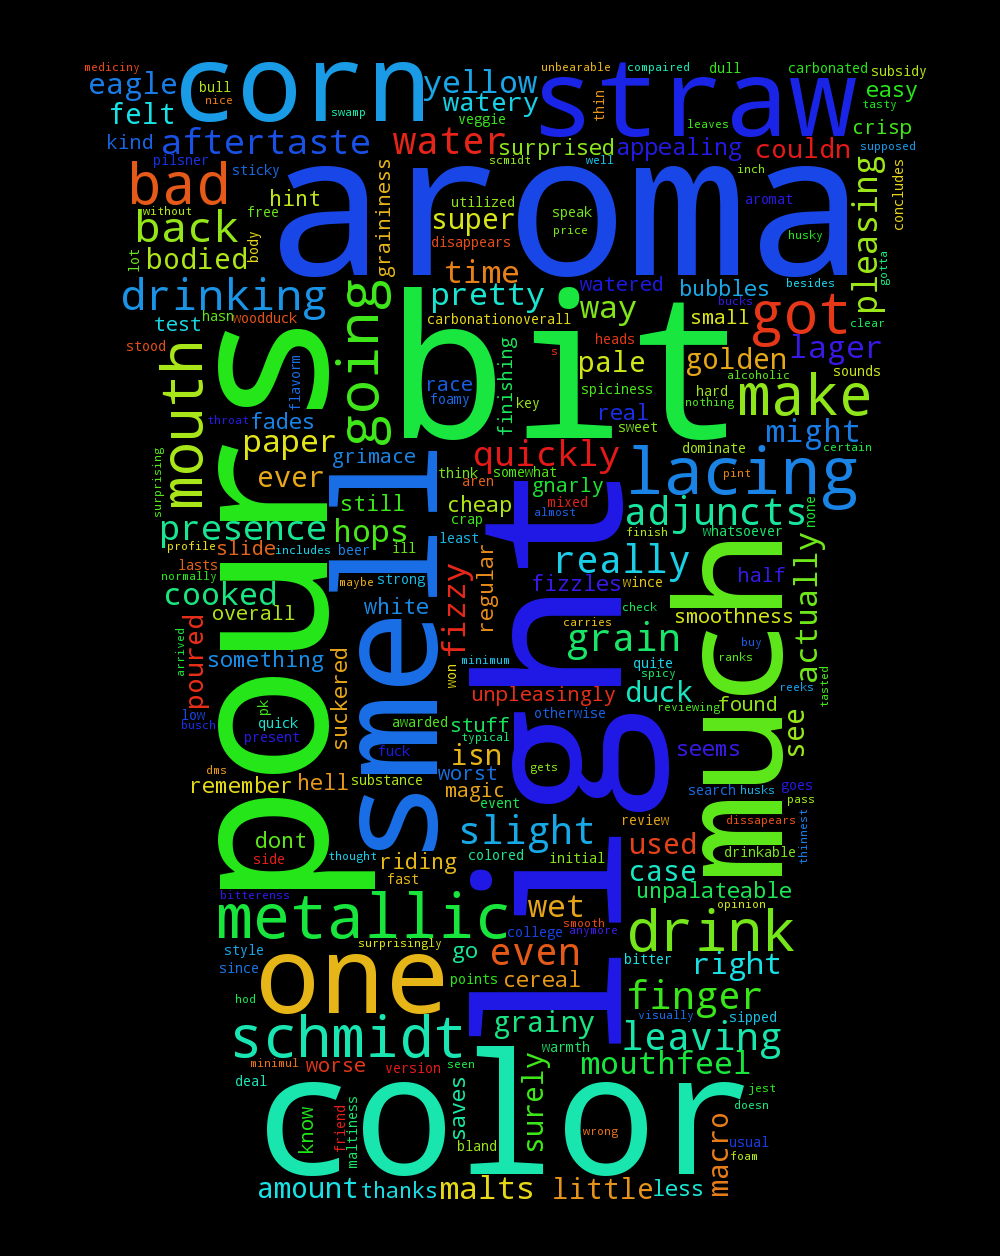 mediciny
eagle
bull
nice
corn
swamp
yellow
unbearable
compaired
dull
carbonated
subsidy
felt
watery
veggie
straw
thin
leaves
easy
tasty
crisp
kind
aftertaste
water
surprised
scmidt
well
appealing
couldn
supposed
pilsner
sticky
bad
hint
graininess
inch
aromat
aroma
pleasing
concludes
without
free
utilized
super
speak
price
husky
back
body
disappears
lot
bodied
time
watered
bubbles
besides
gotta
drinking
pretty
way
bucks
got
test
hasn
woodduck
carbonationoverall
small
clear
stood
going
bit
s
heads
pale
golden
lager
sounds
mouth
flavorm
race
foamy
finishing
key
spiciness
alcoholic
hard
nothing
make
throat
fades
real
sweet
might
paper
grimace
quickly
dominate
certain
surprising
ever
think
somewhat
aren
gnarly
pint
lacing
still
cheap
mixed
almost
crap
adjuncts
none
presence
hops
finish
whatsoever
profile
slide
includes
beer
ill
least
really
lasts
normally
maybe
strong
fizzy
regular
fizzles
wince
half
actually
cooked
pours
smell
light
much
overall
white
check
smoothness
carries
grain
buy
arrived
poured
something
suckered
won
minimum
quite
spicy
ranks
reeks
tasted
unpleasingly
duck
reviewing
found
low
busch
pk
quick
present
awarded
stuff
typical
otherwise
see
fuck
isn
seems
dms
gets
remember
hell
substance
worst
magic
search
husks
goes
pass
event
review
dissapears
thinnest
dont
slight
used
side
thought
riding
colored
initial
drinkable
fast
case
bitterenss
unpalateable
metallic
wet
opinion
smooth
college
anymore
drink
style
surprisingly
go
even
bitter
right
since
one
points
cereal
hod
finger
visually
sipped
schmidt
grainy
leaving
warmth
minimul
worse
version
seen
mouthfeel
deal
saves
surely
jest
know
friend
maltiness
color
doesn
bland
wrong
macro
usual
foam
amount
thanks
malts
little
less